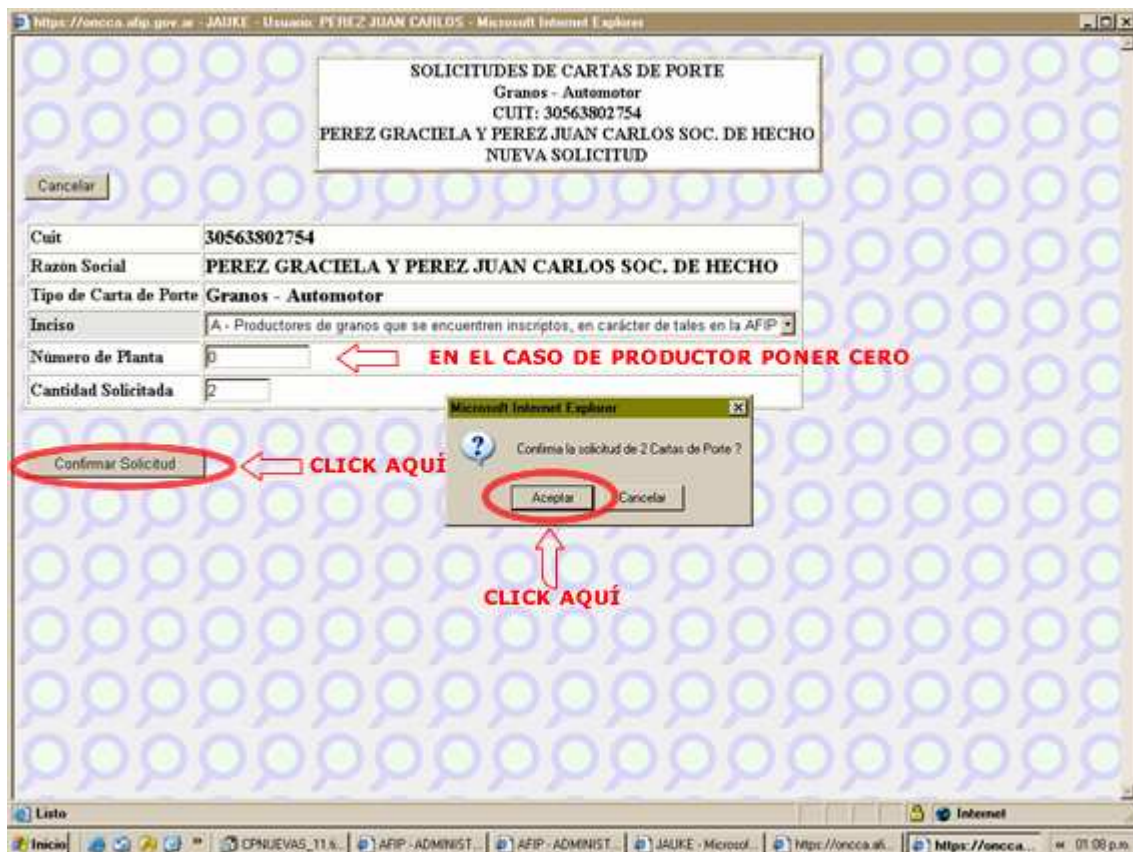 https://oncca.afip.gov.ar - JAUKE - Usuario: PEREZ JUAN CARLOS - Microsoft Internet Explorer
SOLICITUDES DE CARTAS DE PORTE
Granos - Automotor
CUIT: 30563802754
PEREZ GRACIELA Y PEREZ JUAN CARLOS SOC. DE HECHO
NUEVA SOLICITUD
Cancelar
Cuit 30563802754
Razon Social PEREZ GRACIELA Y PEREZ JUAN CARLOS SOC. DE HECHO
Tipo de Carta de Porte Granos - Automotor
Inciso A - Productores de granos que se encuentren inscriptos, en carácter de tales en la AFIP
Número de Planta 0 EN EL CASO DE PRODUCTOR PONER CERO
Cantidad Solicitada 2
Microsoft Internet Explorer
Confirma la solicitud de 2 Cartas de Porte ?
Confirmar Solicitud CLICK AQUÍ
Aceptar Cancelar
CLICK AQUÍ
Listo Internet
Inicio CPNUEVAS_11.6... AFIP - ADMINIST... AFIP - ADMINIST... JAUKE - Microsof... https://oncca.afi... https://oncca... 01:08 p.m.